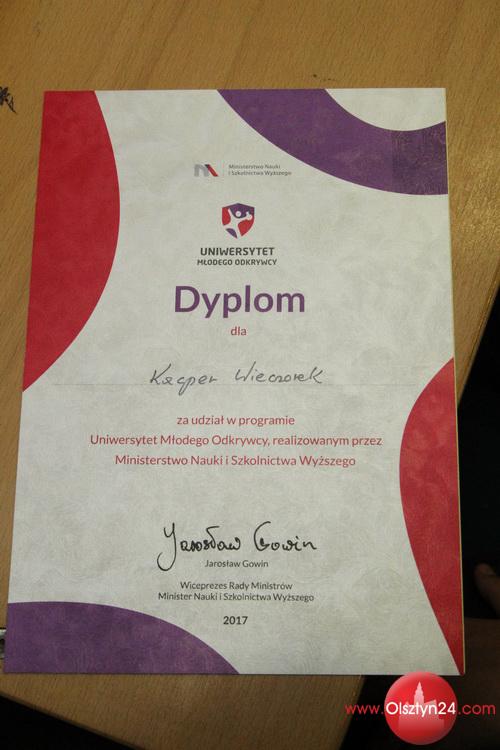 Ministerstwo Nauki
i Szkolnictwa Wyższego
UNIWERSYTET
MŁODEGO ODKRYWCY
Dyplom
dla
Kacper Wieczorek
za udział w programie
Uniwersytet Młodego Odkrywcy, realizowanym przez
Ministerstwo Nauki i Szkolnictwa Wyższego
Jarosław Gowin
Jarosław Gowin
Wiceprezes Rady Ministrów
Minister Nauki i Szkolnictwa Wyższego
2017
www.Olsztyn24.com